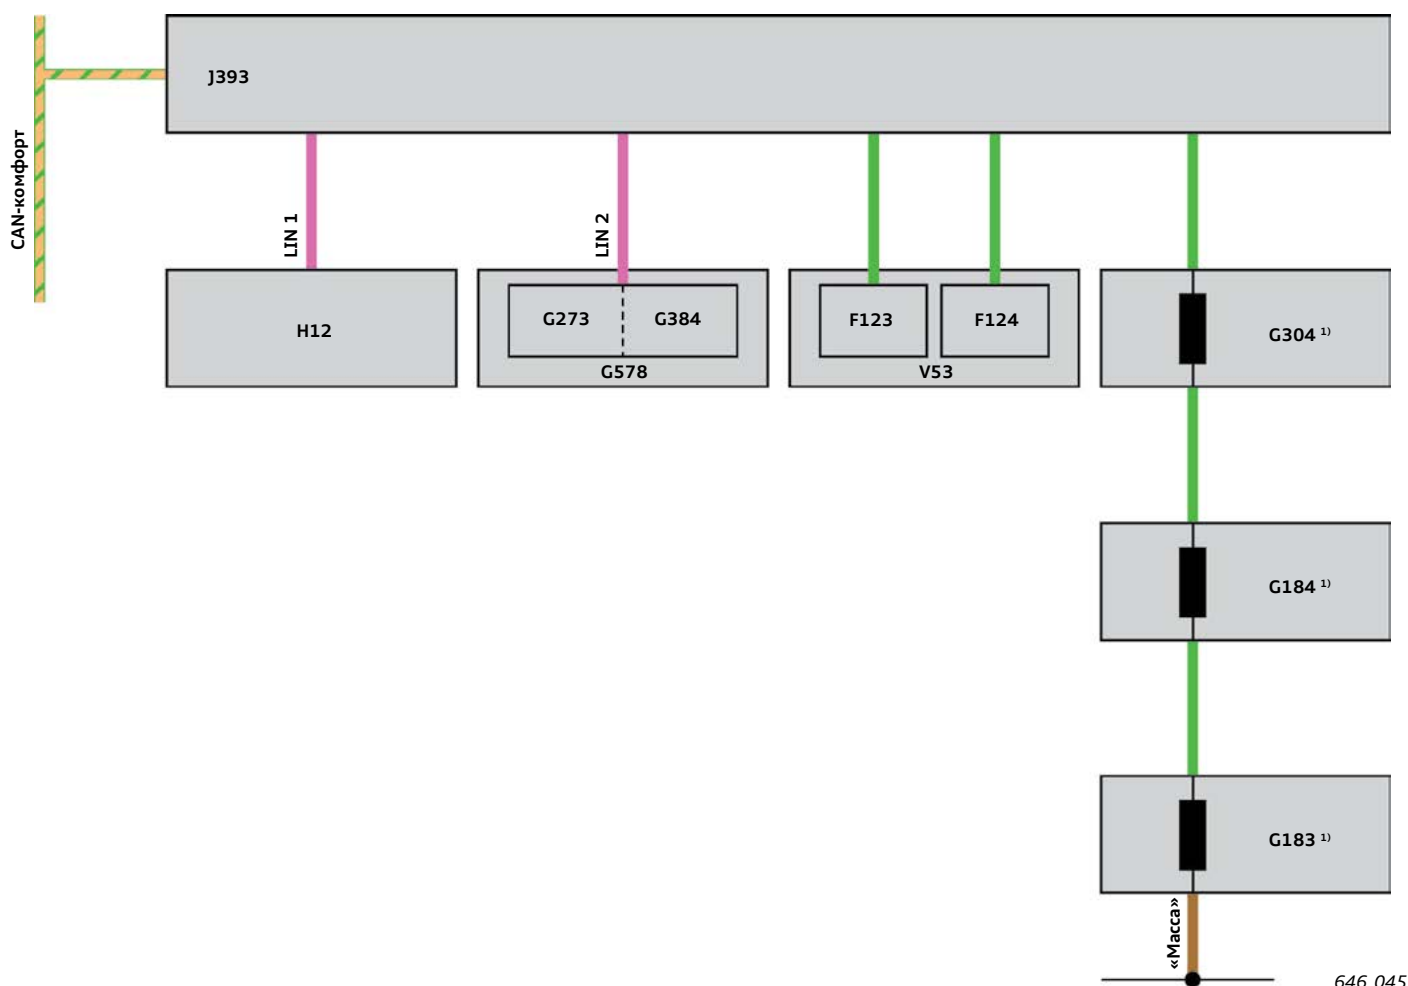 J393
CAN-комфорт
LIN 1
LIN 2
H12
G273
G384
G578
F123
F124
V53
G304 ¹⁾
G184 ¹⁾
G183 ¹⁾
«Масса»
646_045